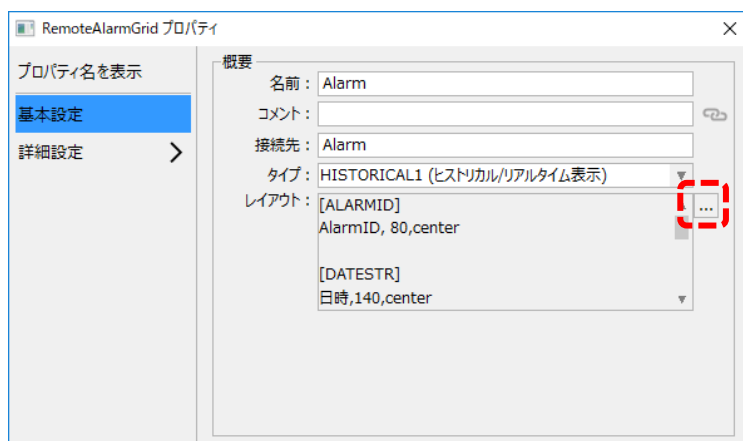 RemoteAlarmGrid プロパティ
プロパティ名を表示
基本設定
詳細設定
概要
名前： Alarm
コメント：
接続先： Alarm
タイプ： HISTORICAL1 (ヒストリカル/リアルタイム表示)
レイアウト： [ALARMID]
AlarmID, 80,center
[DATESTR]
日時,140,center
...